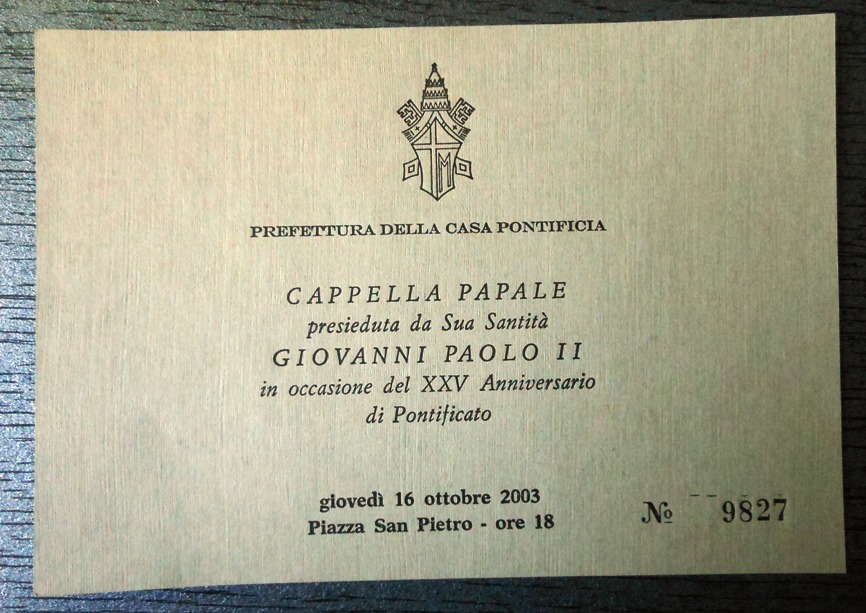 M
PREFETTURA DELLA CASA PONTIFICIA
CAPPELLA PAPALE
presieduta da Sua Santità
GIOVANNI PAOLO II
in occasione del XXV Anniversario
di Pontificato
giovedì 16 ottobre 2003
Piazza San Pietro - ore 18
№ 9827